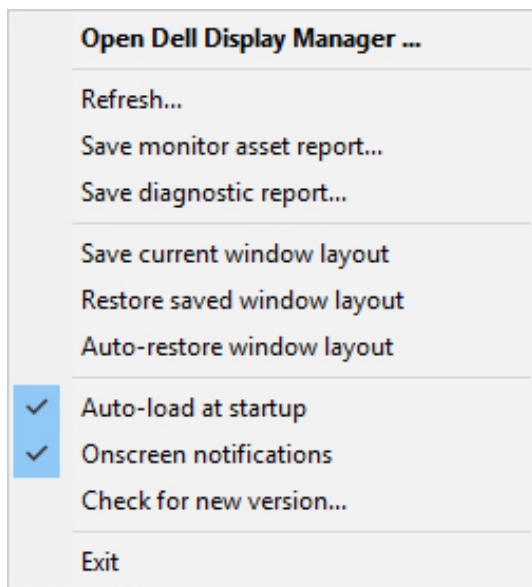 Open Dell Display Manager ...
Refresh...
Save monitor asset report...
Save diagnostic report...
Save current window layout
Restore saved window layout
Auto-restore window layout
Auto-load at startup
Onscreen notifications
Check for new version...
Exit